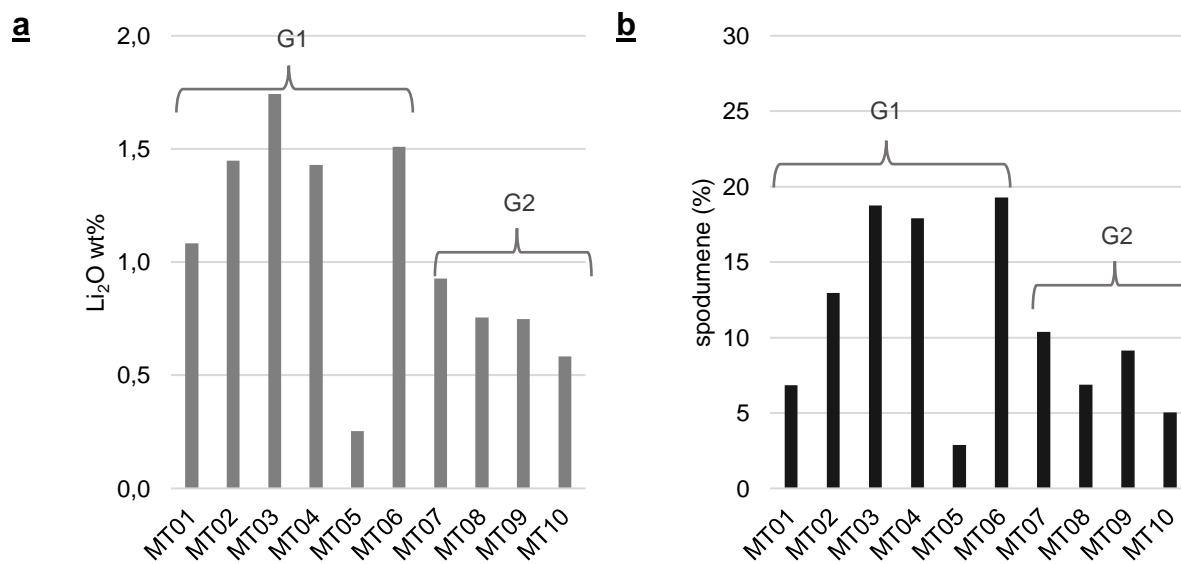 a
Li₂O wt%
2,0
1,5
1,0
0,5
0,0
G1
G2
MT01
MT02
MT03
MT04
MT05
MT06
MT07
MT08
MT09
MT10
b
spodumene (%)
30
25
20
15
10
5
0
G1
G2
MT01
MT02
MT03
MT04
MT05
MT06
MT07
MT08
MT09
MT10